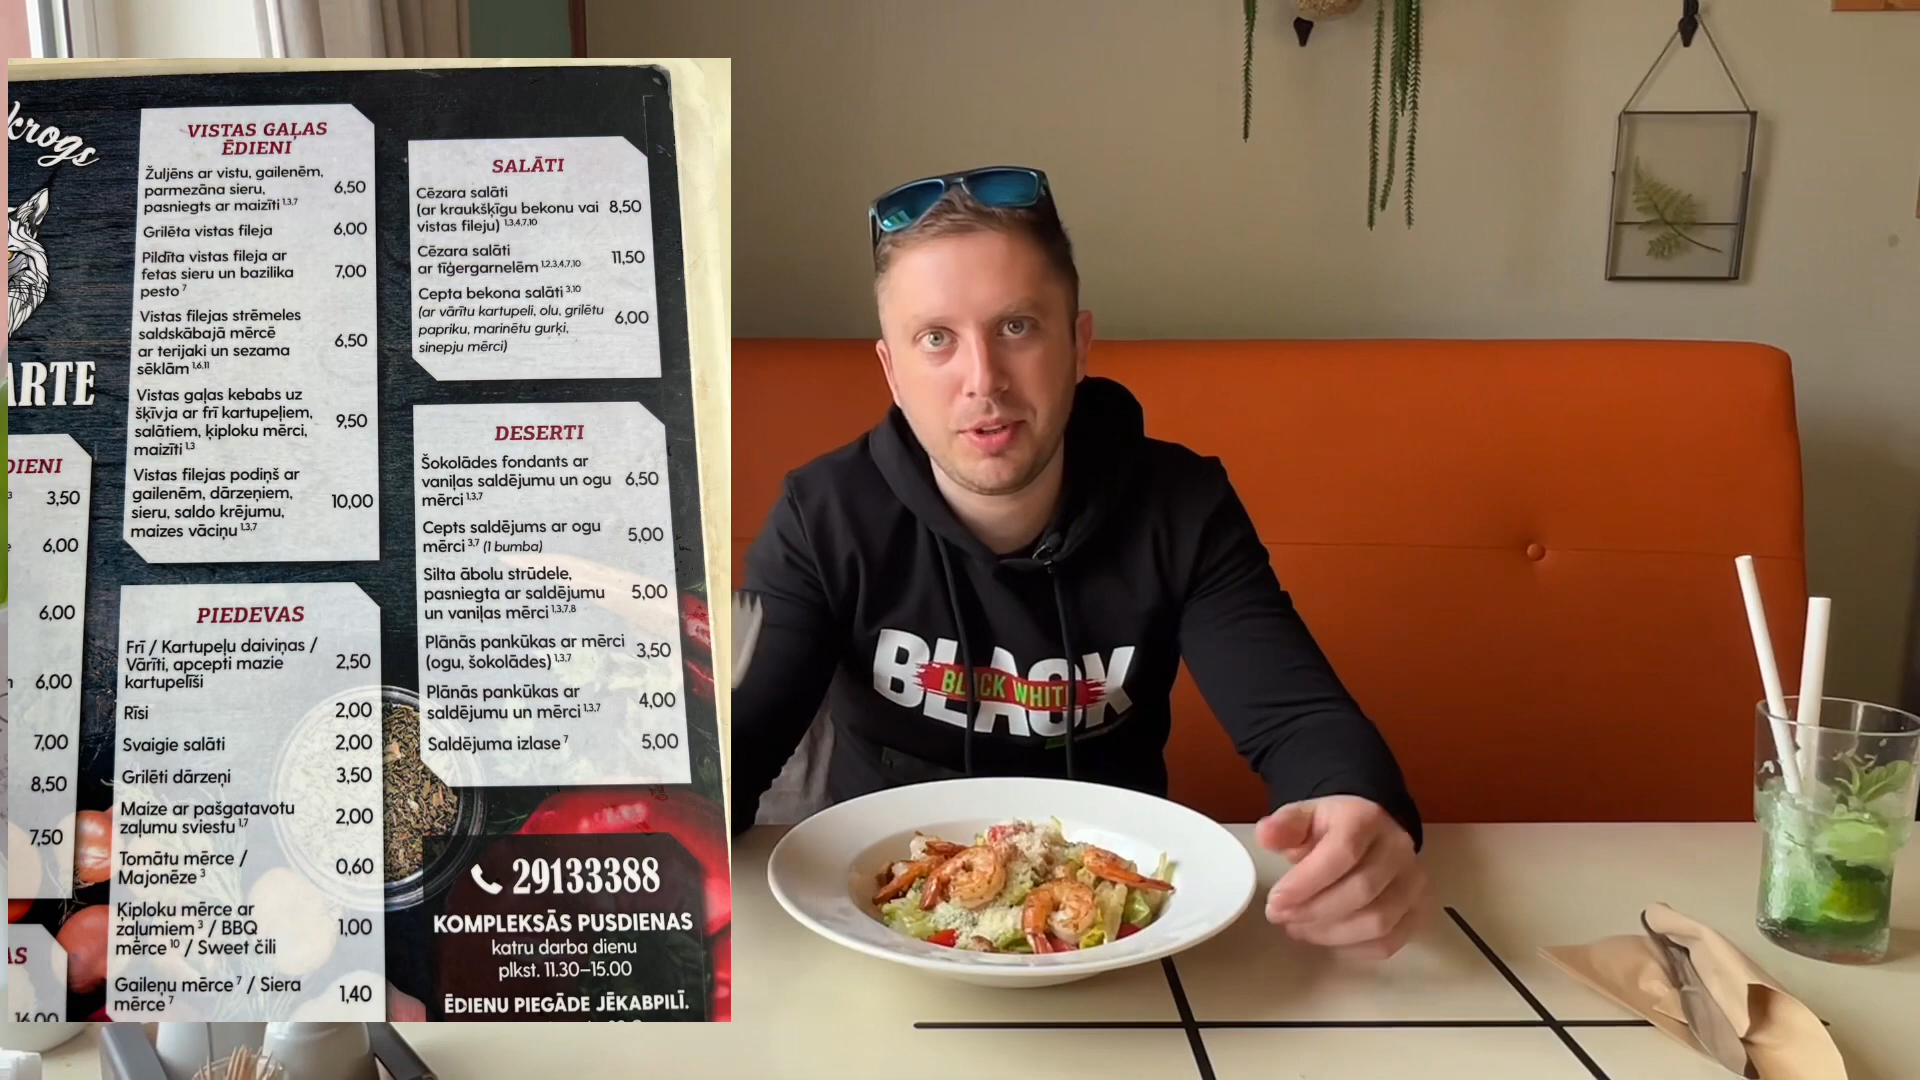 krogs
ARTE
3,50
6,00
6,00
6,00
7,00
8,50
7,50
VISTAS GAĻAS
ĒDIENI
Žuljēns ar vistu, gailenēm,
parmezāna sieru,
pasniegts ar maizīti 1,3,7 6,50
Grilēta vistas fileja 6,00
Pildīta vistas fileja ar
fetas sieru un bazilika 7,00
pesto 7
Vistas filejas strēmeles
saldskābajā mērcē
ar terijaki un sezama 6,50
sēklām 1,6,11
Vistas gaļas kebabs uz
šķīvja ar frī kartupeļiem,
salātiem, ķiploku mērci, 9,50
maizīti 1,3
Vistas filejas podiņš ar
gailenēm, dārzeņiem,
sieru, saldo krējumu, 10,00
maizes vāciņu 1,3,7
PIEDEVAS
Frī / Kartupeļu daiviņas /
Vārīti, apcepti mazie 2,50
kartupelīši
Rīsi 2,00
Svaigie salāti 2,00
Grilēti dārzeņi 3,50
Maize ar pašgatavotu
zaļumu sviestu 1,7 2,00
Tomātu mērce /
Majonēze 3 0,60
Ķiploku mērce ar
zaļumiem 3 / BBQ 1,00
mērce 10 / Sweet čili
Gaileņu mērce 7 / Siera
mērce 7 1,40
SALĀTI
Cēzara salāti
(ar kraukšķīgu bekonu vai 8,50
vistas fileju) 1,3,4,7,10
Cēzara salāti
ar tīģergarnelēm 1,2,3,4,7,10 11,50
Cepta bekona salāti 3,10
(ar vārītu kartupeli, olu, grilētu 6,00
papriku, marinētu gurķi,
sinepju mērci)
DESERTI
Šokolādes fondants ar
vaniļas saldējumu un ogu 6,50
mērci 1,3,7
Cepts saldējums ar ogu
mērci 3,7 (1 bumba) 5,00
Silta ābolu strūdele,
pasniegta ar saldējumu 5,00
un vaniļas mērci 1,3,7,8
Plānās pankūkas ar mērci
(ogu, šokolādes) 1,3,7 3,50
Plānās pankūkas ar
saldējumu un mērci 1,3,7 4,00
Saldējuma izlase 7 5,00
29133388
KOMPLEKSĀS PUSDIENAS
katru darba dienu
plkst. 11.30–15.00
ĒDIENU PIEGĀDE JĒKABPILĪ.
BLACK
BLACK WHITE